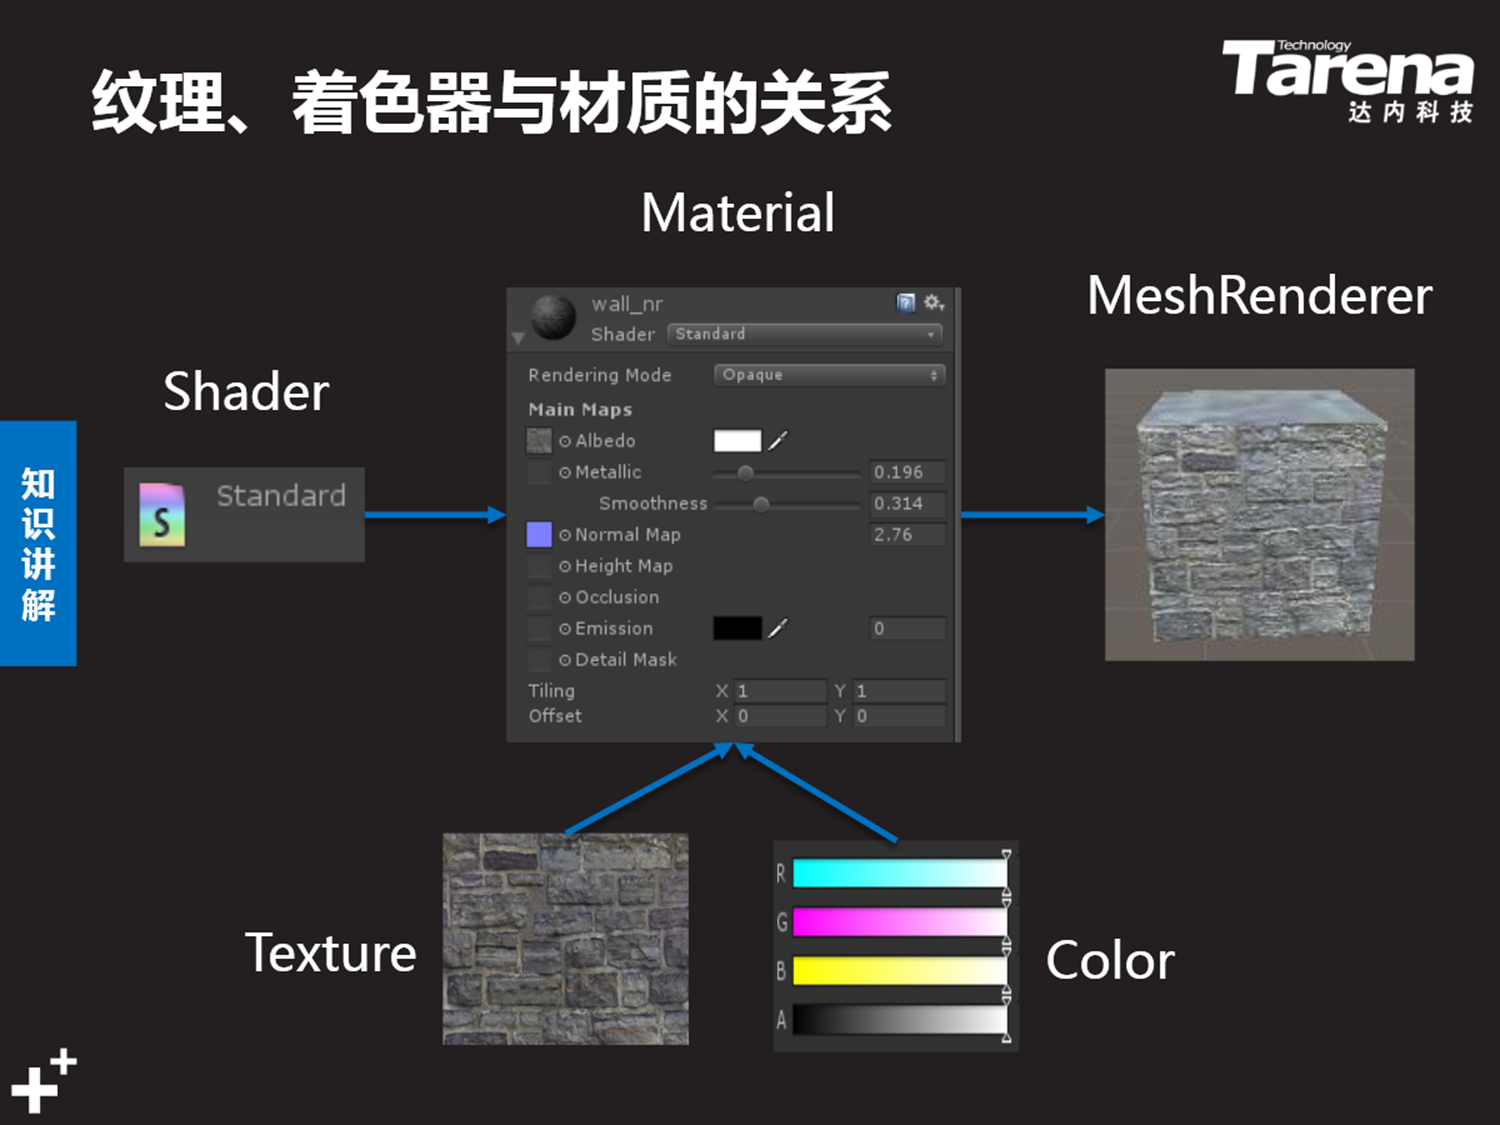 纹理、着色器与材质的关系
Technology
Tarena
达内科技
Material
MeshRenderer
Shader
知识讲解
S
Standard
wall_nr
Shader Standard
Rendering Mode Opaque
Main Maps
Albedo
Metallic 0.196
Smoothness 0.314
Normal Map 2.76
Height Map
Occlusion
Emission 0
Detail Mask
Tiling X 1 Y 1
Offset X 0 Y 0
Texture
R
G
B
A
Color